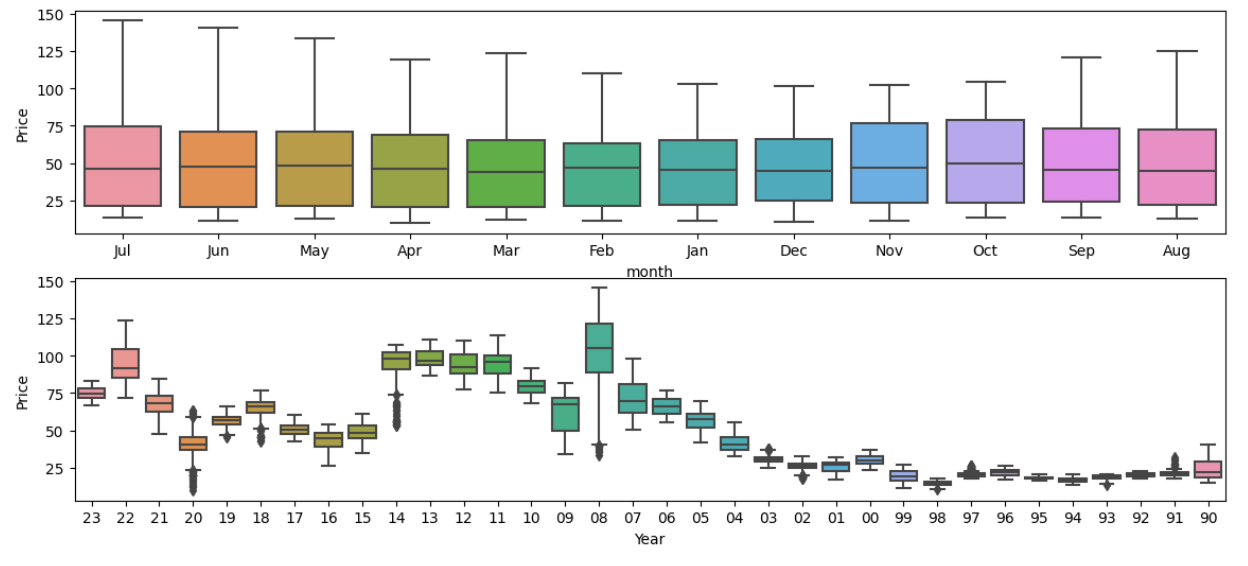 150
125
100
75
50
25
Price
Jul Jun May Apr Mar Feb Jan Dec Nov Oct Sep Aug
month
150
125
100
75
50
25
Price
23 22 21 20 19 18 17 16 15 14 13 12 11 10 09 08 07 06 05 04 03 02 01 00 99 98 97 96 95 94 93 92 91 90
Year